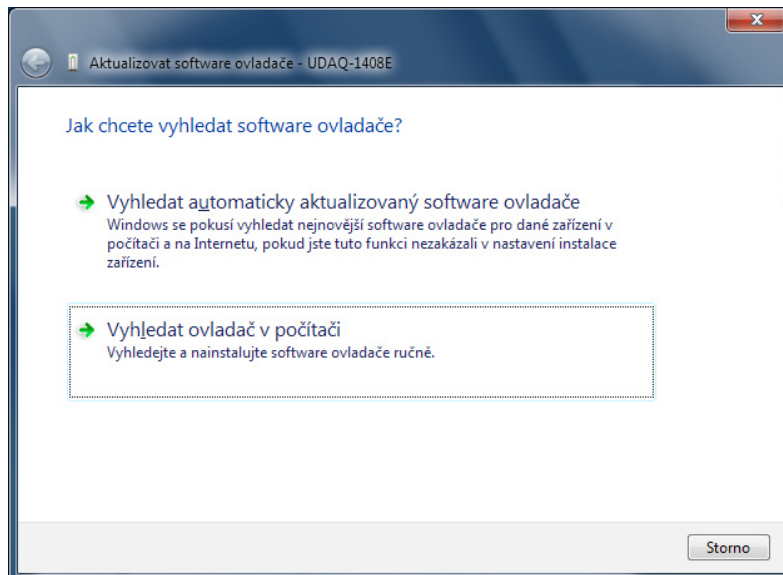 Aktualizovat software ovladače - UDAQ-1408E
Jak chcete vyhledat software ovladače?
Vyhledat automaticky aktualizovaný software ovladače
Windows se pokusí vyhledat nejnovější software ovladače pro dané zařízení v
počítači a na Internetu, pokud jste tuto funkci nezakázali v nastavení instalace
zařízení.
Vyhledat ovladač v počítači
Vyhledejte a nainstalujte software ovladače ručně.
Storno